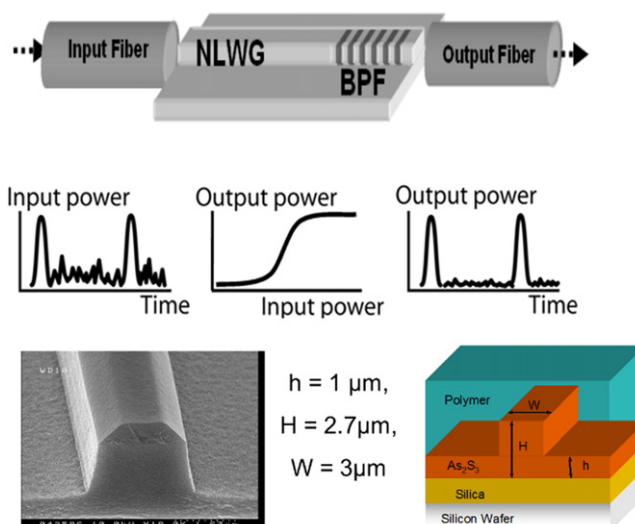 Input Fiber
NLWG
BPF
Output Fiber
Input power
Time
Output power
Input power
Output power
Time
h = 1 μm,
H = 2.7μm,
W = 3μm
Polymer
W
H
h
As₂S₃
Silica
Silicon Wafer